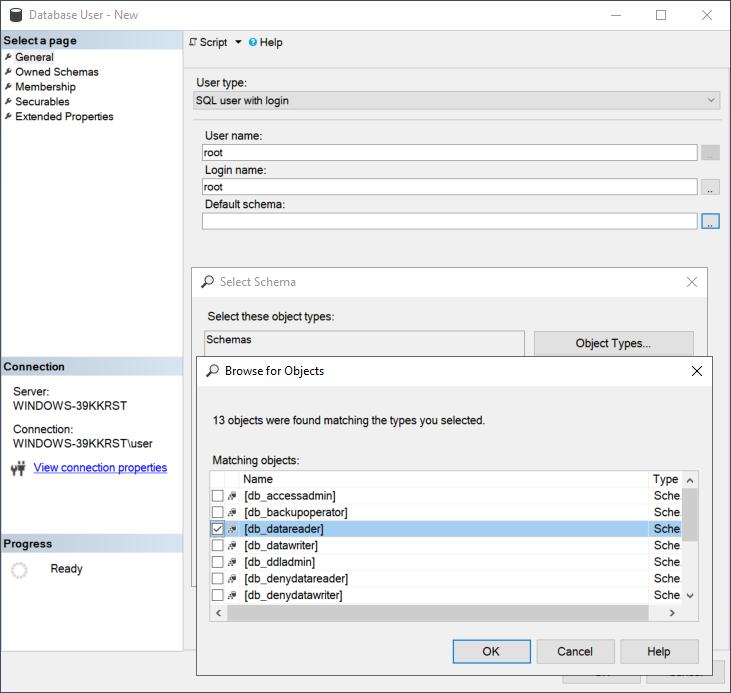 Database User - New
Select a page
General
Owned Schemas
Membership
Securables
Extended Properties
Script
Help
User type:
SQL user with login
User name:
root
..
Login name:
root
..
Default schema:
..
Select Schema
Select these object types:
Schemas
Object Types...
Browse for Objects
13 objects were found matching the types you selected.
Matching objects:
Name Type
[db_accessadmin] Sche
[db_backupoperator] Sche
[db_datareader] Sche
[db_datawriter] Sche
[db_ddladmin] Sche
[db_denydatareader] Sche
[db_denydatawriter] Sche
OK Cancel Help
Connection
Server:
WINDOWS-39KKRST
Connection:
WINDOWS-39KKRST\user
View connection properties
Progress
Ready